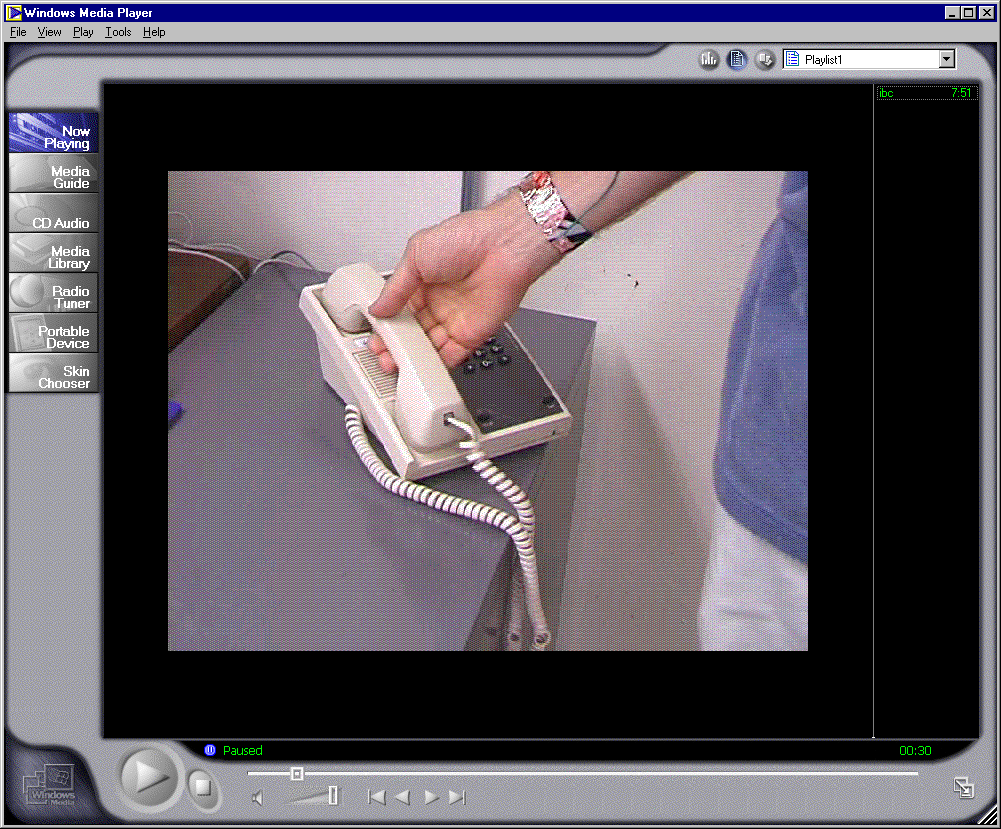 Windows Media Player
File View Play Tools Help
Playlist1
ibc 7:51
Now
Playing
Media
Guide
CD Audio
Media
Library
Radio
Tuner
Portable
Device
Skin
Chooser
Paused 00:30
Windows
Media